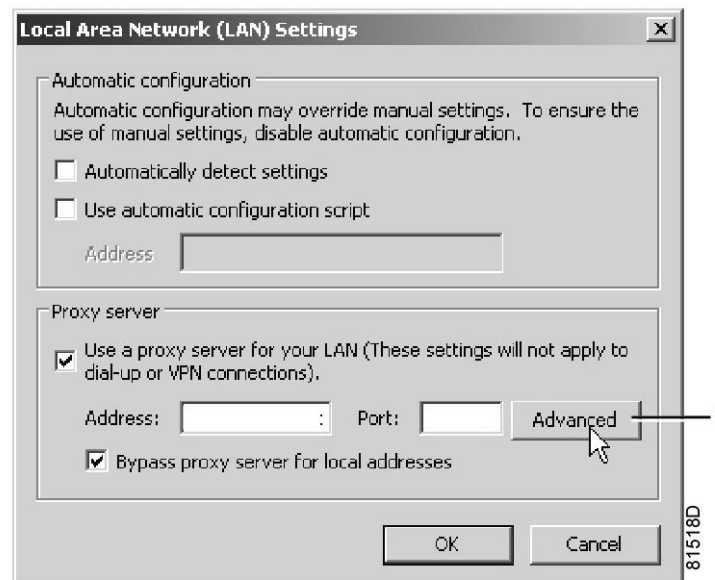 Local Area Network (LAN) Settings
Automatic configuration
Automatic configuration may override manual settings. To ensure the
use of manual settings, disable automatic configuration.
Automatically detect settings
Use automatic configuration script
Address
Proxy server
Use a proxy server for your LAN (These settings will not apply to
dial-up or VPN connections).
Address: : Port: Advanced
Bypass proxy server for local addresses
OK Cancel
81518D